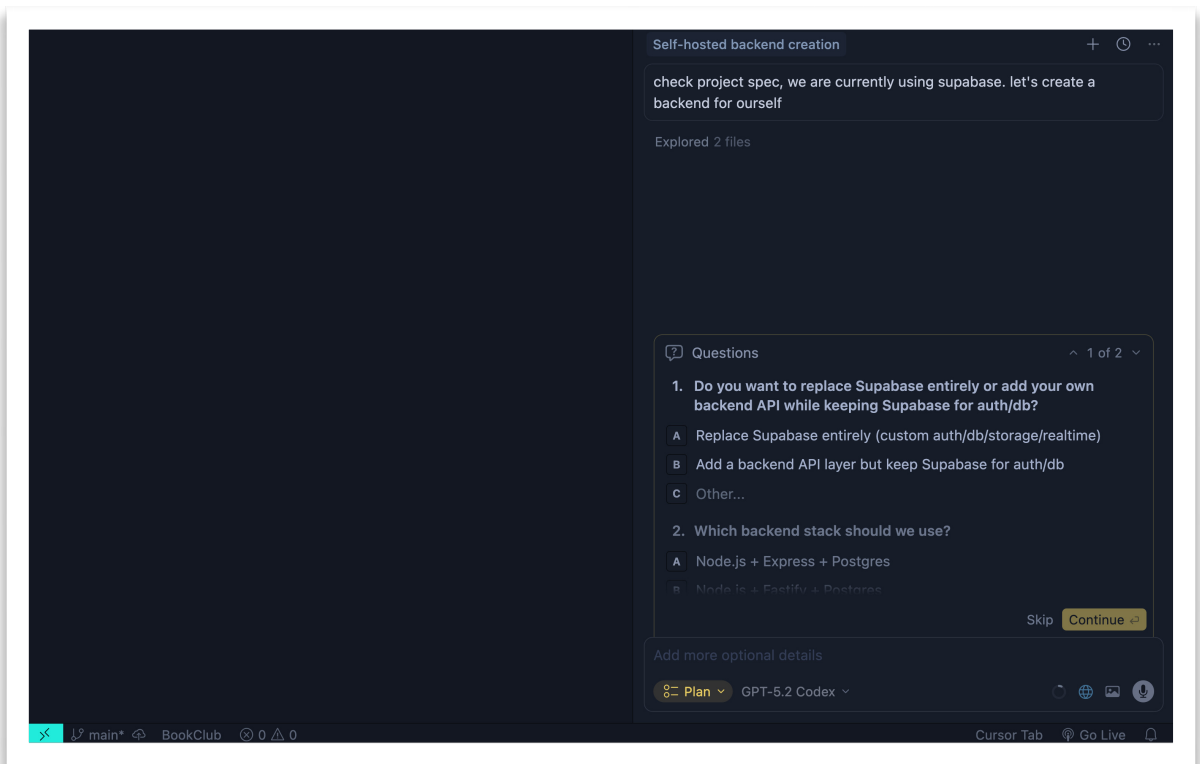 Self-hosted backend creation
check project spec, we are currently using supabase. let's create a
backend for ourself
Explored 2 files
Questions
1 of 2
1. Do you want to replace Supabase entirely or add your own
backend API while keeping Supabase for auth/db?
A Replace Supabase entirely (custom auth/db/storage/realtime)
B Add a backend API layer but keep Supabase for auth/db
C Other...
2. Which backend stack should we use?
A Node.js + Express + Postgres
B Node.js + Fastify + Postgres
Skip Continue
Add more optional details
Plan GPT-5.2 Codex
main* BookClub 0 0 Cursor Tab Go Live